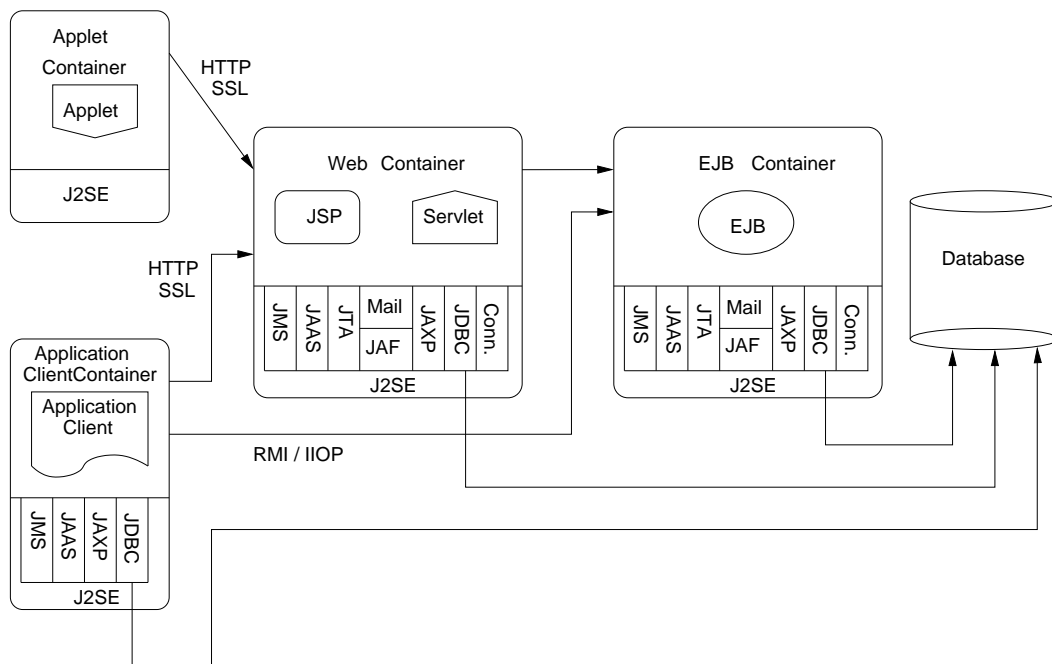 Applet
Container
Applet
J2SE
HTTP
SSL
Web Container
JSP
Servlet
JMS
JAAS
JTA
Mail
JAF
JAXP
JDBC
Conn.
J2SE
EJB Container
EJB
JMS
JAAS
JTA
Mail
JAF
JAXP
JDBC
Conn.
J2SE
Database
HTTP
SSL
Application
ClientContainer
Application
Client
JMS
JAAS
JAXP
JDBC
J2SE
RMI / IIOP